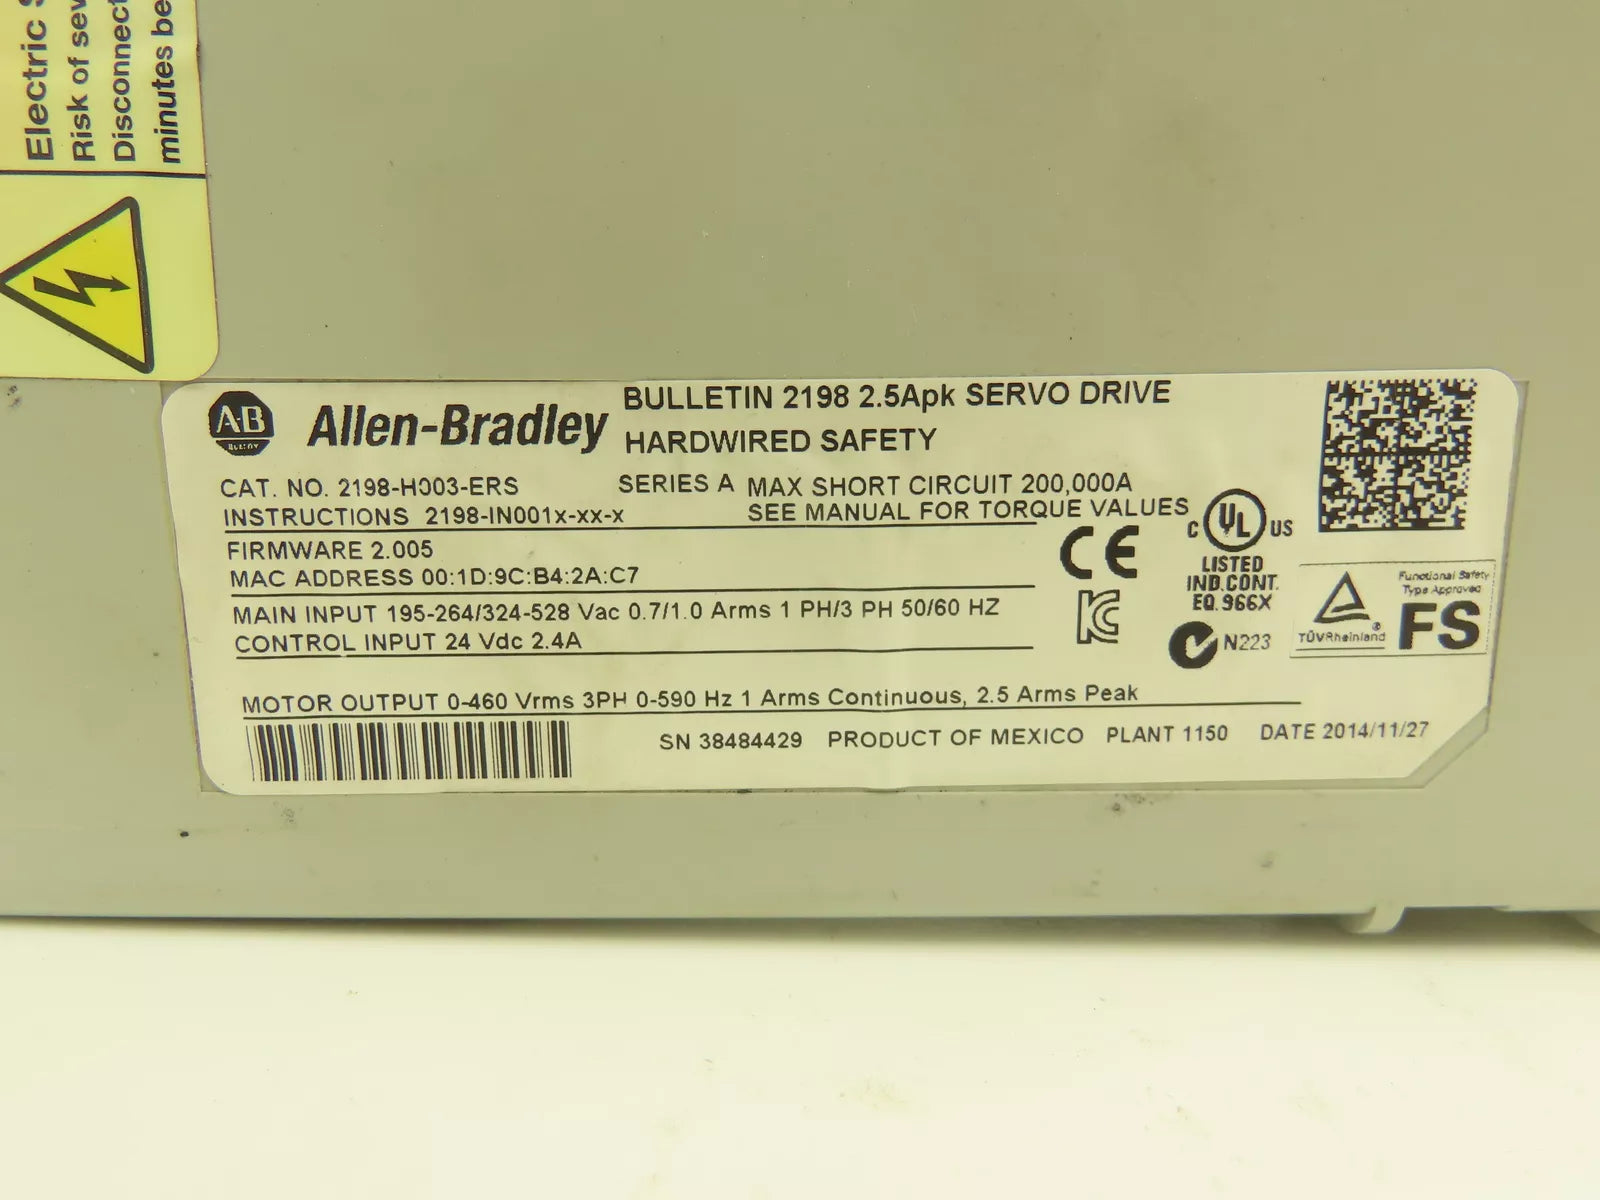 Electric
Risk of
Disconnect
minutes
AB
Allen-Bradley
BULLETIN 2198 2.5Apk SERVO DRIVE
HARDWIRED SAFETY
CAT. NO. 2198-H003-ERS
SERIES A
MAX SHORT CIRCUIT 200,000A
INSTRUCTIONS 2198-IN001x-xx-x
SEE MANUAL FOR TORQUE VALUES
FIRMWARE 2.005
MAC ADDRESS 00:1D:9C:B4:2A:C7
C UL US
LISTED
IND.CONT.
EQ.966X
CE
MAIN INPUT 195-264/324-528 Vac 0.7/1.0 Arms 1 PH/3 PH 50/60 HZ
CONTROL INPUT 24 Vdc 2.4A
N223
TÜVRheinland®
Functional Safety
Type Approved
FS
MOTOR OUTPUT 0-460 Vrms 3PH 0-590 Hz 1 Arms Continuous, 2.5 Arms Peak
SN 38484429 PRODUCT OF MEXICO PLANT 1150 DATE 2014/11/27